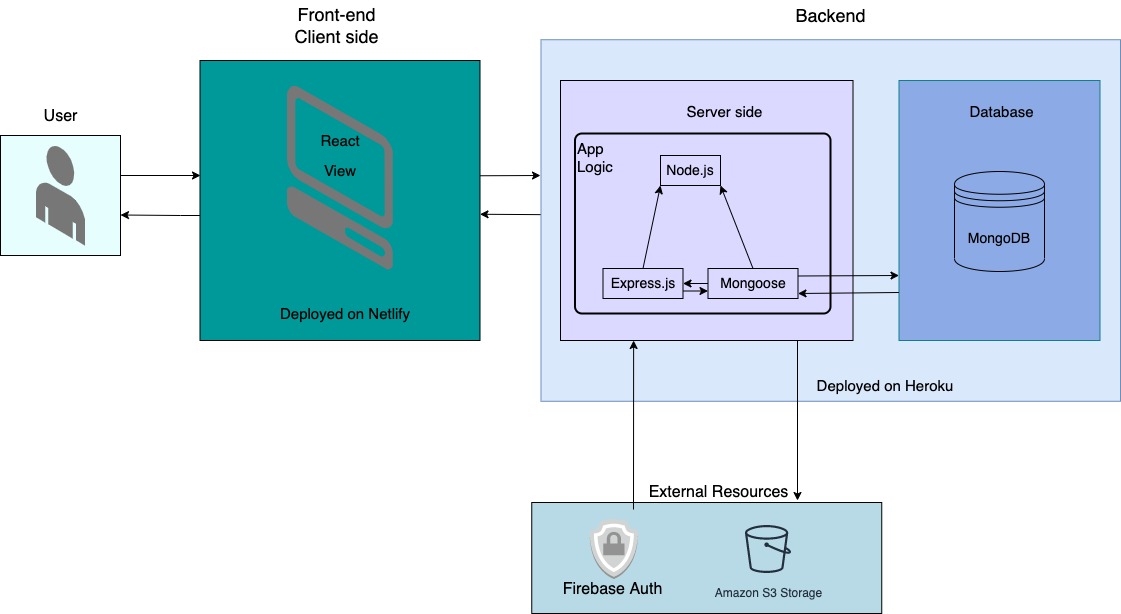 Front-end
Client side
Backend
User
React
View
Deployed on Netlify
Server side
App
Logic
Node.js
Express.js
Mongoose
Database
MongoDB
Deployed on Heroku
External Resources
Firebase Auth
Amazon S3 Storage